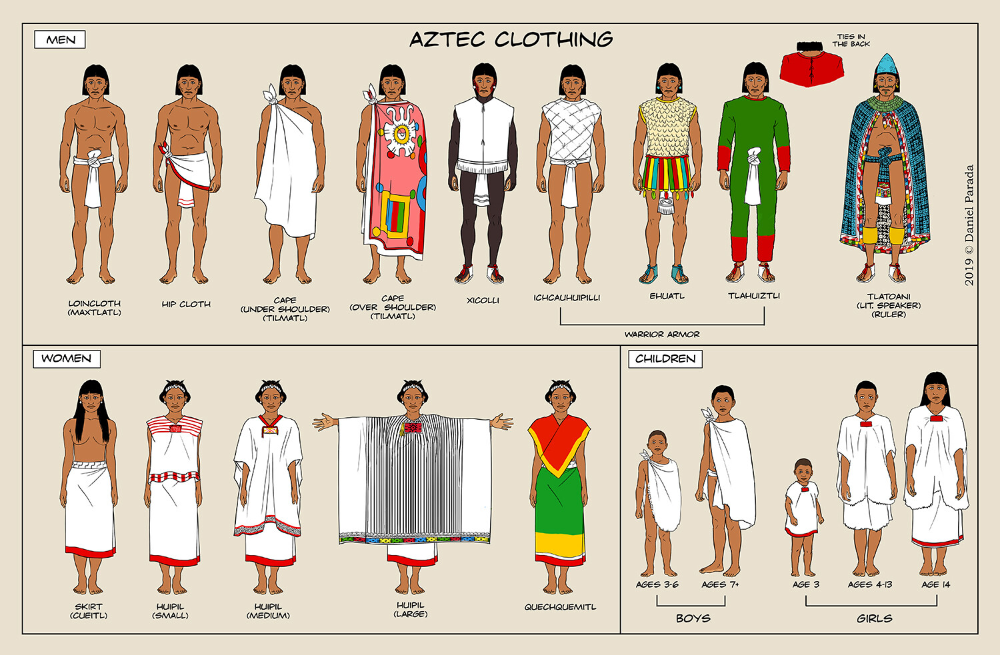 AZTEC CLOTHING
MEN
TIES IN
THE BACK
LOINCLOTH
(MAXTLATL)
HIP CLOTH
CAPE
(UNDER SHOULDER)
(TILMATL)
CAPE
(OVER SHOULDER)
(TILMATL)
XICOLLI
ICHCAUHUIPILLI
EHUATL
TLAHUIZTLI
WARRIOR ARMOR
TLATOANI
(LIT. SPEAKER)
(RULER)
2019 © Daniel Parada
WOMEN
SKIRT
(CUEITL)
HUIPIL
(SMALL)
HUIPIL
(MEDIUM)
HUIPIL
(LARGE)
QUECHQUEMITL
CHILDREN
AGES 3-6
AGES 7+
BOYS
AGE 3
AGES 4-13
AGE 14
GIRLS